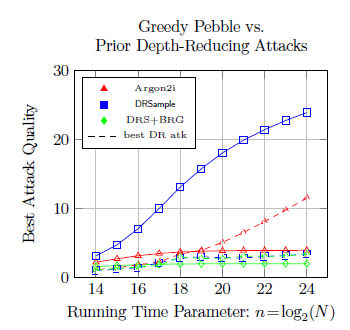 Greedy Pebble vs.
Prior Depth-Reducing Attacks
30
20
10
0
Best Attack Quality
Argon2i
DRSample
DRS+BRG
best DR atk
14 16 18 20 22 24
Running Time Parameter: n=log₂(N)